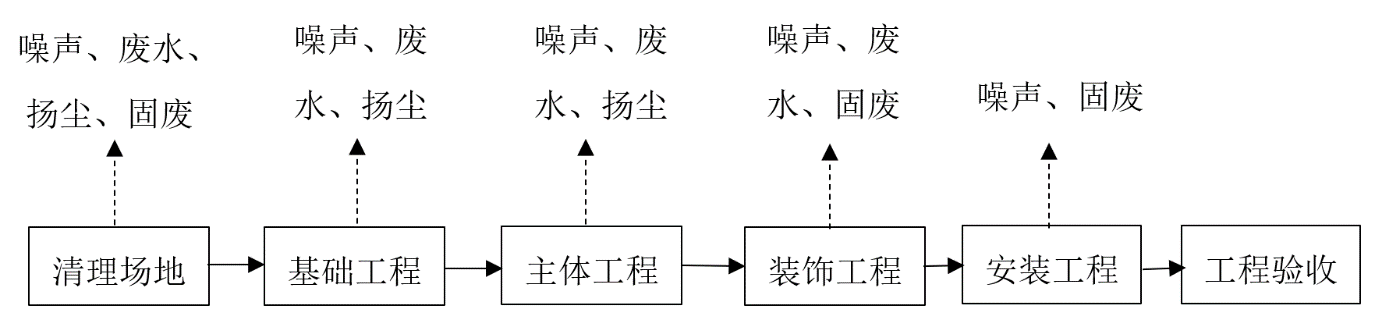 噪声、废水、
扬尘、固废
噪声、废
水、扬尘
噪声、废
水、扬尘
噪声、废
水、固废
噪声、固废
清理场地
基础工程
主体工程
装饰工程
安装工程
工程验收